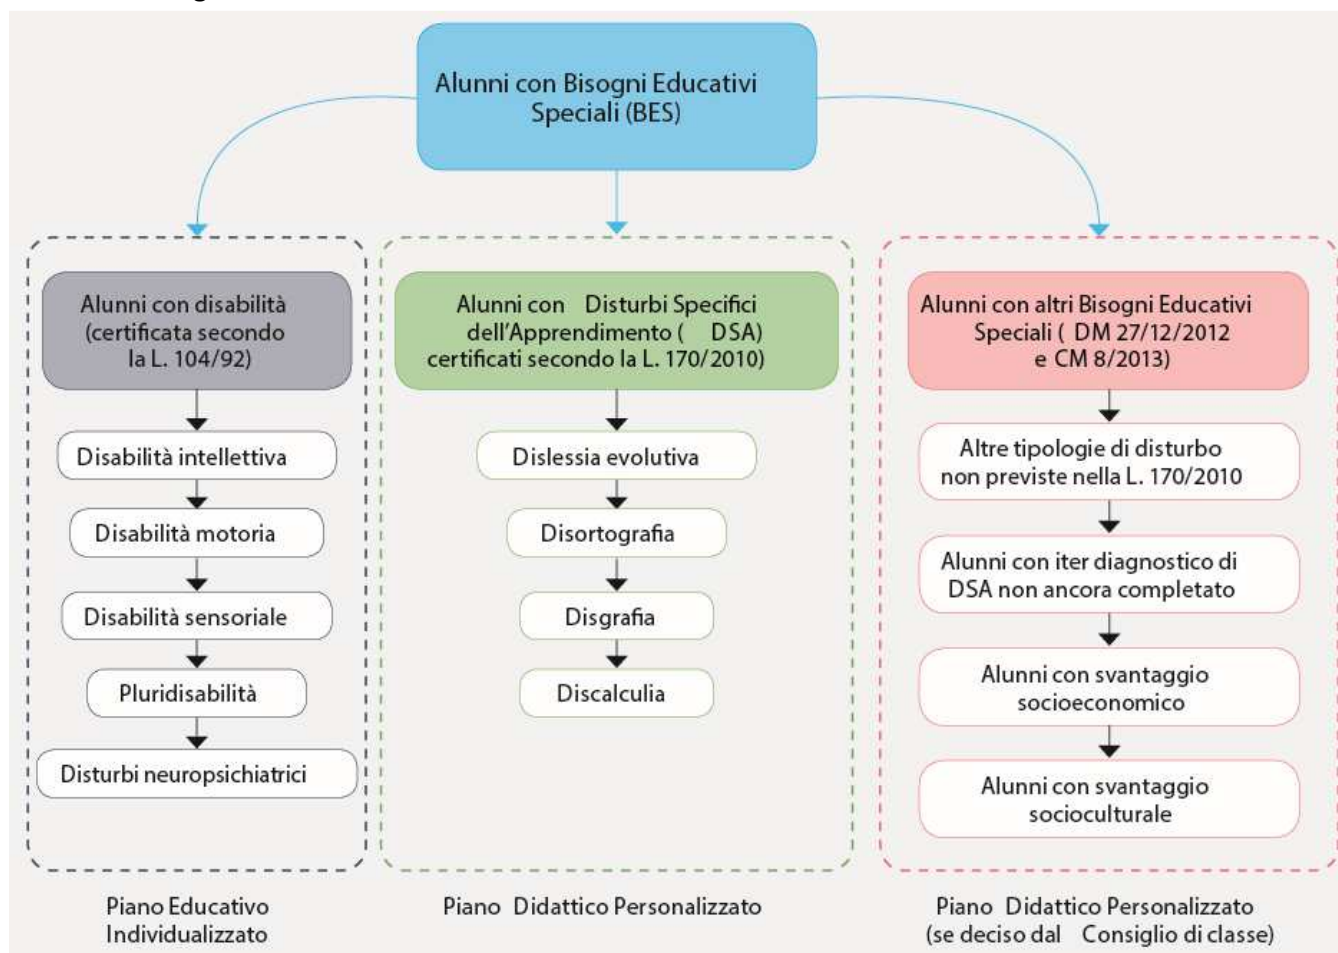 Alunni con Bisogni Educativi
Speciali (BES)
Alunni con disabilità
(certificata secondo
la L. 104/92)
Disabilità intellettiva
Disabilità motoria
Disabilità sensoriale
Pluridisabilità
Disturbi neuropsichiatrici
Piano Educativo
Individualizzato
Alunni con Disturbi Specifici
dell'Apprendimento ( DSA)
certificati secondo la L. 170/2010)
Dislessia evolutiva
Disortografia
Disgrafia
Discalculia
Piano Didattico Personalizzato
Alunni con altri Bisogni Educativi
Speciali ( DM 27/12/2012
e CM 8/2013)
Altre tipologie di disturbo
non previste nella L. 170/2010
Alunni con iter diagnostico di
DSA non ancora completato
Alunni con svantaggio
socioeconomico
Alunni con svantaggio
socioculturale
Piano Didattico Personalizzato
(se deciso dal Consiglio di classe)